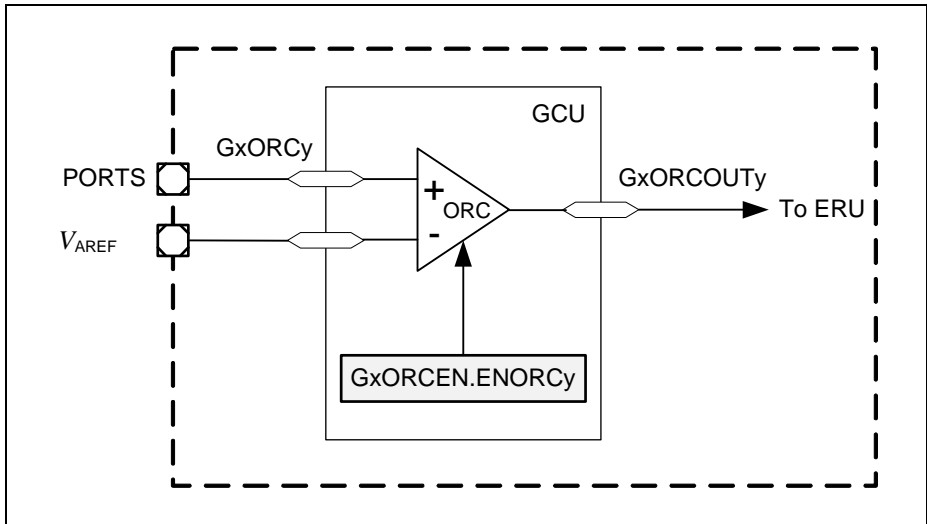 GCU
GxORCy
PORTS
+
ORC
-
GxORCOUTy
To ERU
VAREF
GxORCEN.ENORCy